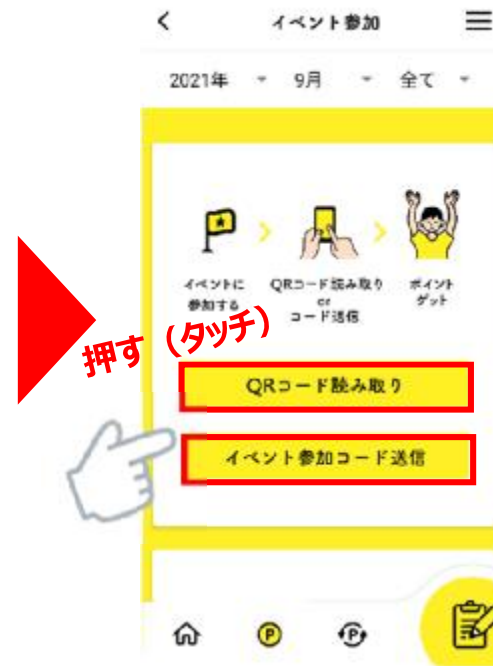 イベント参加
2021年 9月 全て
イベントに
参加する
QRコード読み取り
or
コード送信
ポイント
ゲット
押す（タッチ）
QRコード読み取り
イベント参加コード送信
P
P